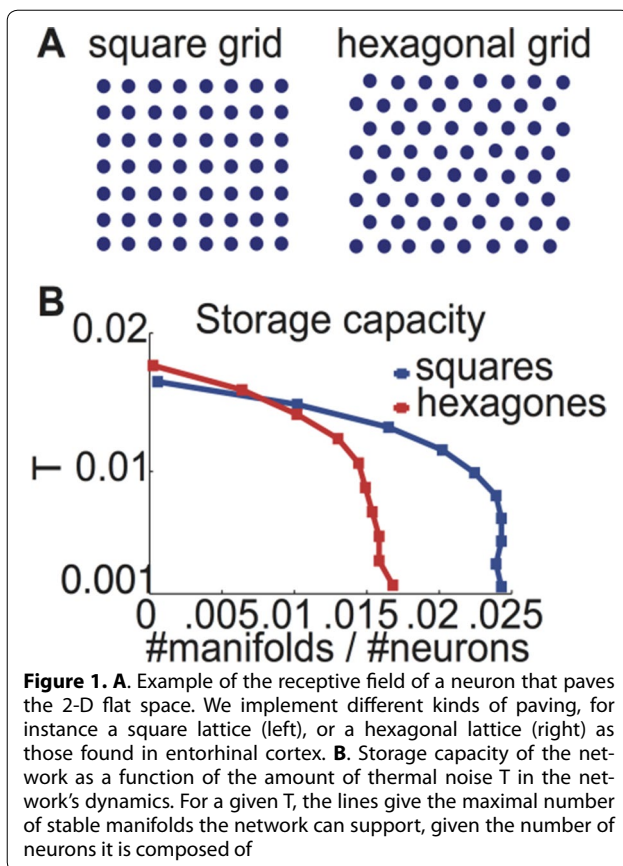 A square grid hexagonal grid
B
0.02 Storage capacity
squares
hexagones
T 0.01
0.001
0 .005.01 .015.02 .025
#manifolds / #neurons
Figure 1. A. Example of the receptive field of a neuron that paves
the 2-D flat space. We implement different kinds of paving, for
instance a square lattice (left), or a hexagonal lattice (right) as
those found in entorhinal cortex. B. Storage capacity of the net-
work as a function of the amount of thermal noise T in the net-
work's dynamics. For a given T, the lines give the maximal number
of stable manifolds the network can support, given the number of
neurons it is composed of